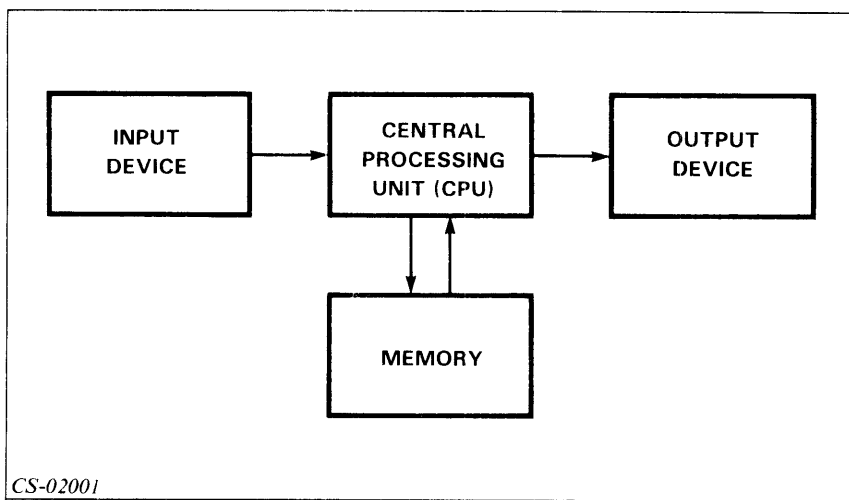 INPUT
DEVICE
CENTRAL
PROCESSING
UNIT (CPU)
OUTPUT
DEVICE
MEMORY
CS-02001